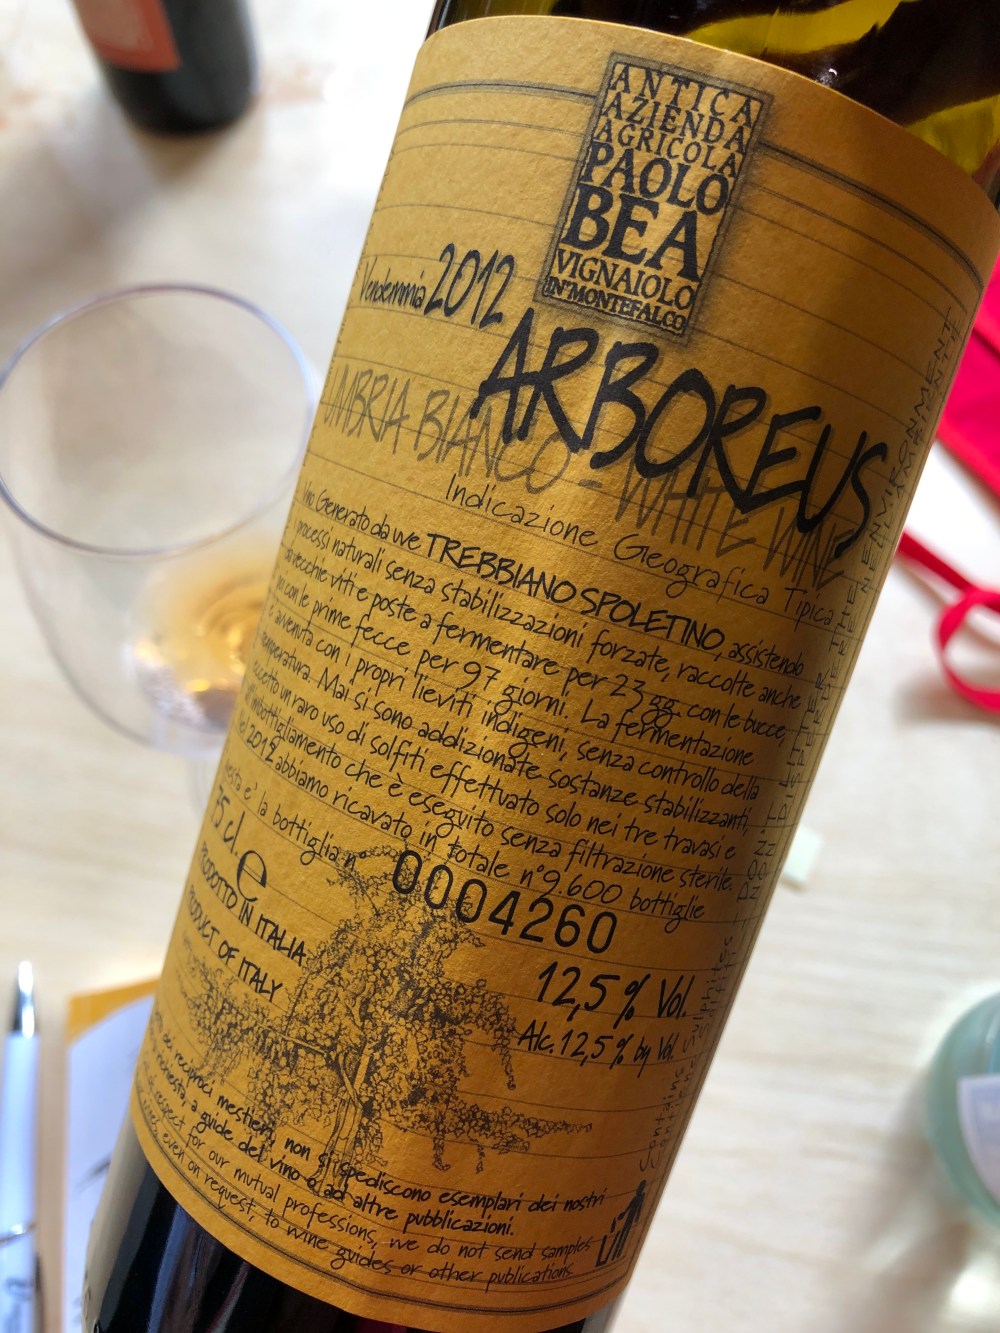 ANTICA
AZIENDA
AGRICOLA
PAOLO
BEA
VIGNAIOLO
IN MONTEFALCO
Vendemmia 2012
ARBOREUS
UMBRIA BIANCO - WHITE WINE
Indicazione Geografica Tipica
Vino Generato da uve TREBBIANO SPOLETINO, assistendo
i processi naturali senza stabilizzazioni forzate, raccolte anche
da vecchie viti e poste a fermentare per 23 gg. con le bucce,
poi con le prime fecce per 97 giorni. La fermentazione
è avvenuta con i propri lieviti indigeni, senza controllo della
temperatura. Mai si sono addizionate sostanze stabilizzanti,
eccetto un raro uso di solfiti effettuato solo nei tre travasi e
all'imbottigliamento che è eseguito senza filtrazione sterile.
Nel 2012 abbiamo ricavato in totale n° 9.600 bottiglie
questa e' la bottiglia n° 0004260
75 cl. e
PRODOTTO IN ITALIA
PRODUCT OF ITALY
12,5 % Vol.
Alc. 12,5 % by Vol.
reciproci mestieri, non si spediscono esemplari dei nostri
richiesta, a guide del vino o ad altre pubblicazioni.
respect for our mutual professions, we do not send samples
even on request, to wine guides or other publications.
Contains Sulphites